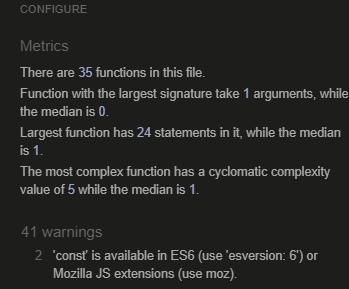 CONFIGURE
Metrics
There are 35 functions in this file.
Function with the largest signature take 1 arguments, while
the median is 0.
Largest function has 24 statements in it, while the median
is 1.
The most complex function has a cyclomatic complexity
value of 5 while the median is 1.
41 warnings
2 'const' is available in ES6 (use 'esversion: 6') or
Mozilla JS extensions (use moz).